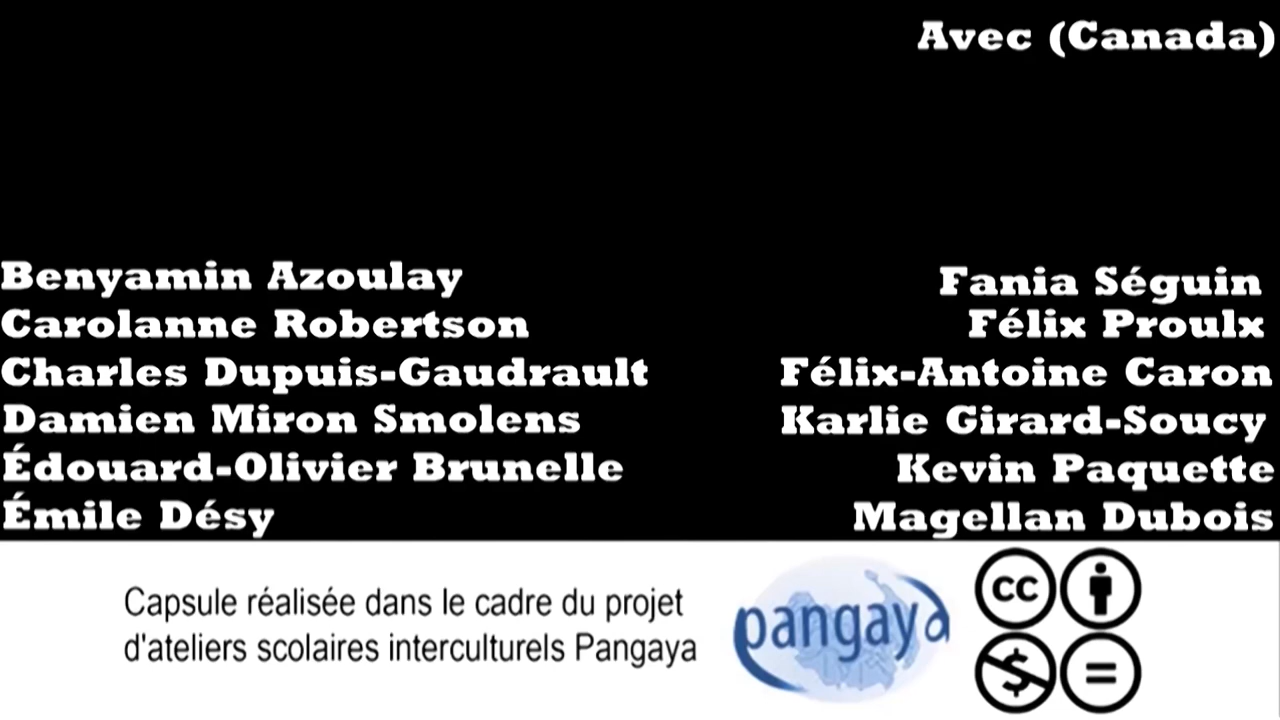 Avec (Canada)
Benyamin Azoulay
Carolanne Robertson
Charles Dupuis-Gaudrault
Damien Miron Smolens
Édouard-Olivier Brunelle
Émile Désy
Fania Séguin
Félix Proulx
Félix-Antoine Caron
Karlie Girard-Soucy
Kevin Paquette
Magellan Dubois
Capsule réalisée dans le cadre du projet
d'ateliers scolaires interculturels Pangaya
pangaya
cc
$
=